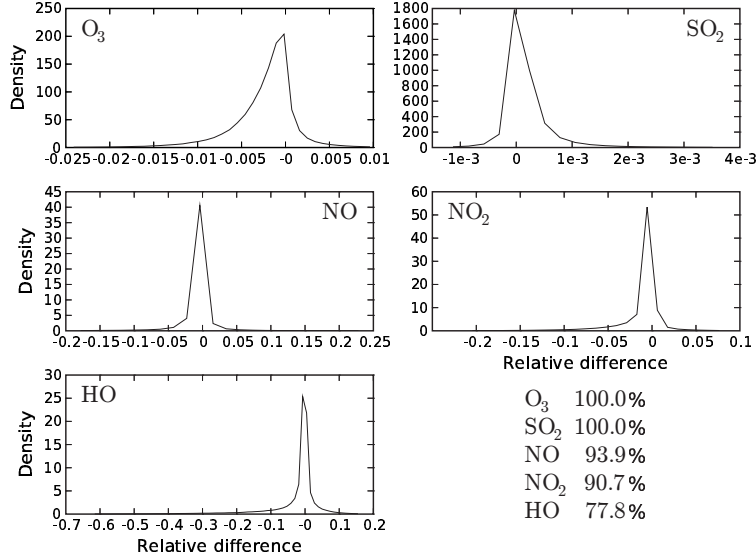 O3
Density
250
200
150
100
50
0
-0.025 -0.02 -0.015 -0.01 -0.005 -0 0.005 0.01
SO2
1800
1600
1400
1200
1000
800
600
400
200
0
-1e-3 0 1e-3 2e-3 3e-3 4e-3
NO
Density
45
40
35
30
25
20
15
10
5
0
-0.2 -0.15 -0.1 -0.05 0 0.05 0.1 0.15 0.2 0.25
NO2
60
50
40
30
20
10
0
-0.2 -0.15 -0.1 -0.05 0 0.05 0.1
Relative difference
HO
Density
30
25
20
15
10
5
0
-0.7 -0.6 -0.5 -0.4 -0.3 -0.2 -0.1 -0 0.1 0.2
Relative difference
O3 100.0%
SO2 100.0%
NO 93.9%
NO2 90.7%
HO 77.8%